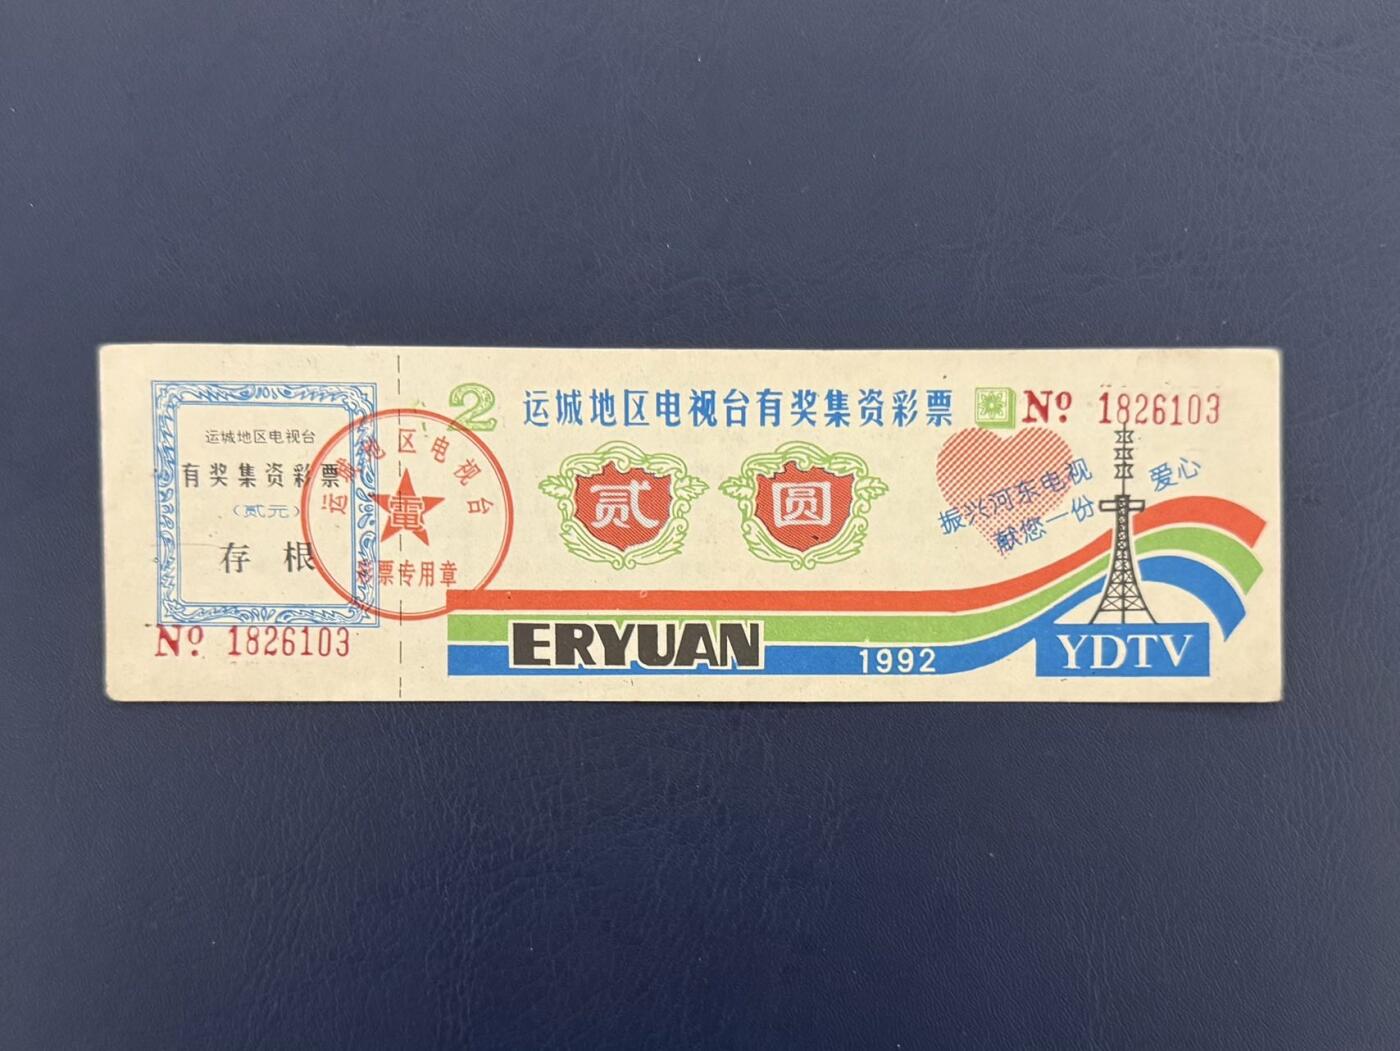 运城地区电视台
有奖集资彩票
(贰元)
存根
Nº 1826103
运城地区电视台
電
票专用章
2
运城地区电视台有奖集资彩票
Nº 1826103
贰圆
振兴河东电视
献您一份爱心
ERYUAN
1992
YDTV